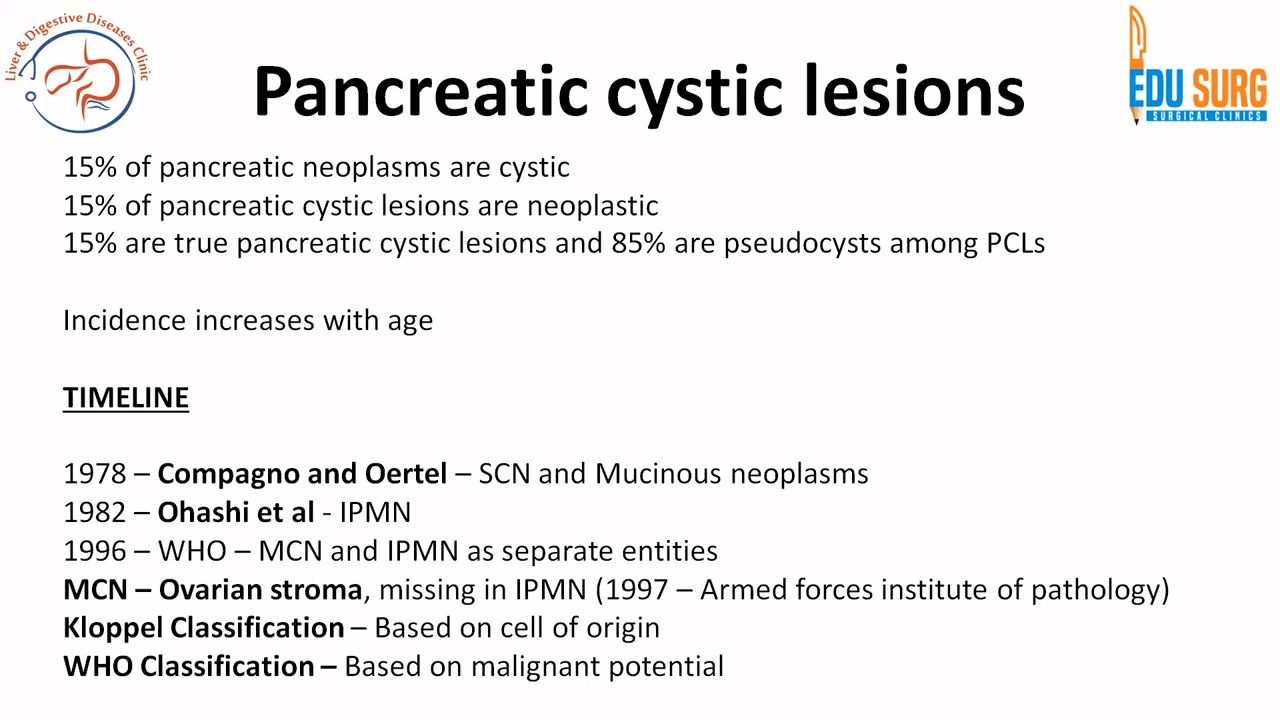 Liver & Digestive Diseases Clinic
Pancreatic cystic lesions
EDU SURG
SURGICAL CLINICS
15% of pancreatic neoplasms are cystic
15% of pancreatic cystic lesions are neoplastic
15% are true pancreatic cystic lesions and 85% are pseudocysts among PCLs
Incidence increases with age
TIMELINE
1978 – Compagno and Oertel – SCN and Mucinous neoplasms
1982 – Ohashi et al - IPMN
1996 – WHO – MCN and IPMN as separate entities
MCN – Ovarian stroma, missing in IPMN (1997 – Armed forces institute of pathology)
Kloppel Classification – Based on cell of origin
WHO Classification – Based on malignant potential